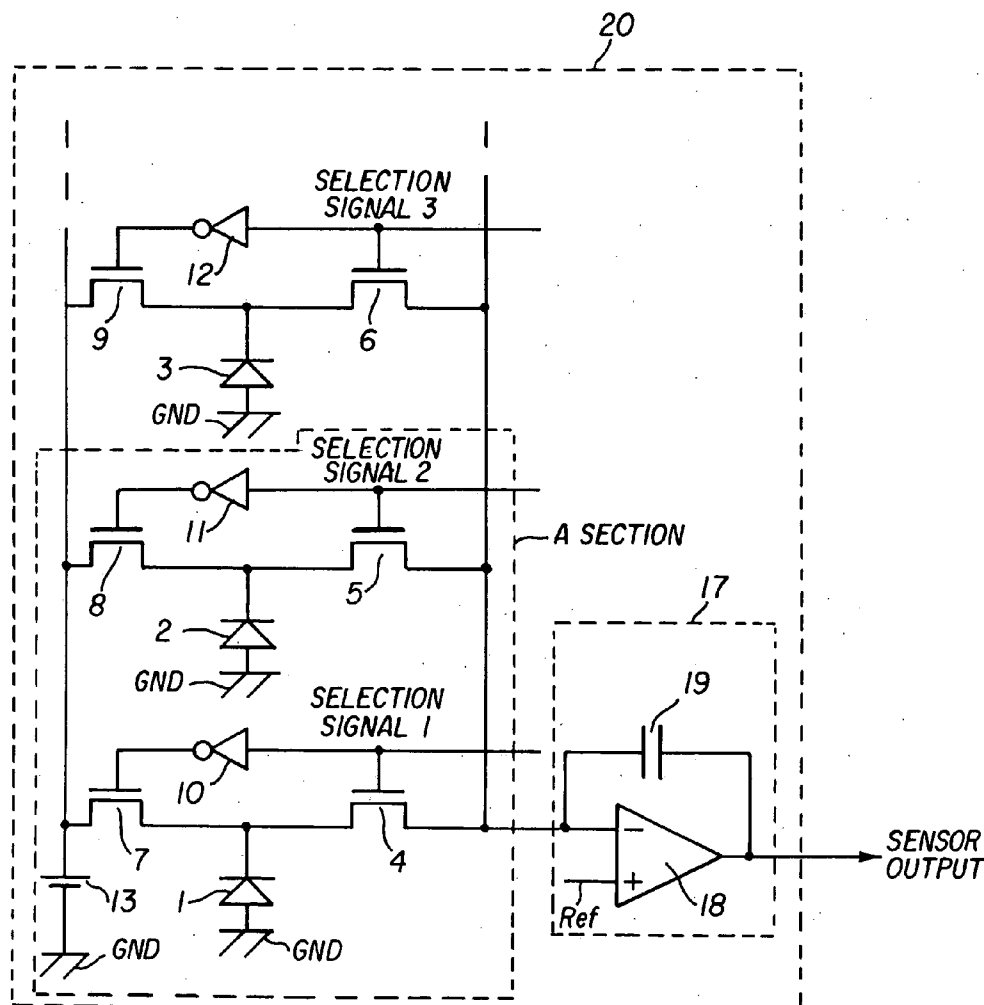 20
SELECTION
SIGNAL 3
12
9
6
3
GND
SELECTION
SIGNAL 2
11
A SECTION
8
5
17
2
GND
SELECTION
SIGNAL 1
19
10
7
4
SENSOR
OUTPUT
−
+
18
Ref
13
1
GND
GND